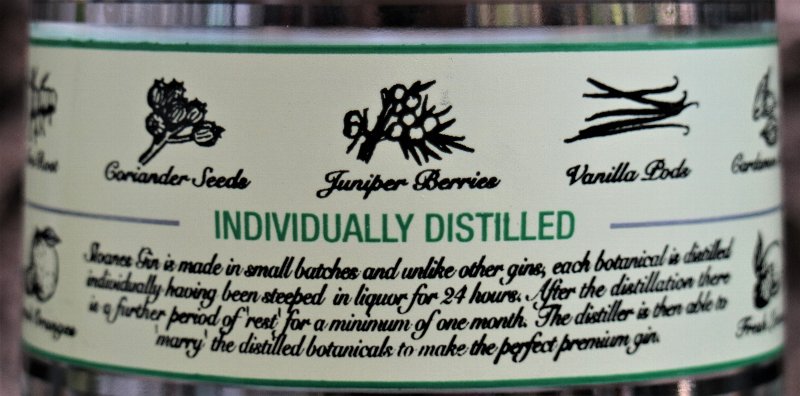 Root
Coriander Seeds
Juniper Berries
Vanilla Pods
INDIVIDUALLY DISTILLED
Sloanes Gin is made in small batches and unlike other gins, each botanical is distilled
individually having been steeped in liquor for 24 hours. After the distillation there
is a further period of 'rest' for a minimum of one month. The distiller is then able to
'marry' the distilled botanicals to make the perfect premium gin.
Oranges
Fresh